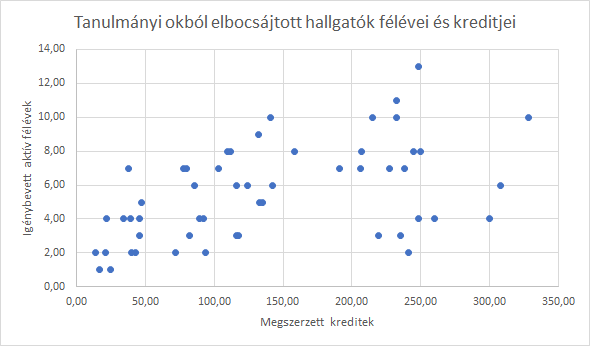 Tanulmányi okból elbocsájtott hallgatók félévei és kreditjei
14,00
12,00
10,00
8,00
6,00
4,00
2,00
0,00
Igénybevett aktív félévek
0,00 50,00 100,00 150,00 200,00 250,00 300,00 350,00
Megszerzett kreditek